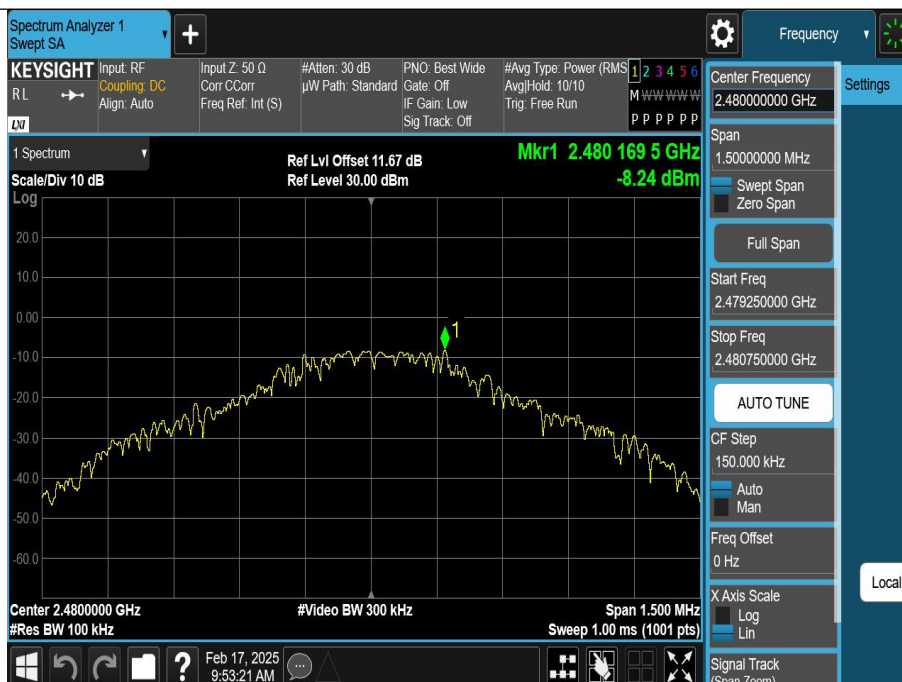 Spectrum Analyzer 1
Swept SA
+
Frequency
KEYSIGHT
RL
LXI
Input: RF
Coupling: DC
Align: Auto
Input Z: 50 Ω
Corr CCorr
Freq Ref: Int (S)
#Atten: 30 dB
µW Path: Standard
PNO: Best Wide
Gate: Off
IF Gain: Low
Sig Track: Off
#Avg Type: Power (RMS
Avg|Hold: 10/10
Trig: Free Run
1 2 3 4 5 6
M W W W W W
P P P P P P
1 Spectrum
Scale/Div 10 dB
Log
Ref Lvl Offset 11.67 dB
Ref Level 30.00 dBm
Mkr1 2.480 169 5 GHz
-8.24 dBm
20.0
10.0
0.00
-10.0
-20.0
-30.0
-40.0
-50.0
-60.0
1
Center 2.4800000 GHz
#Res BW 100 kHz
#Video BW 300 kHz
Span 1.500 MHz
Sweep 1.00 ms (1001 pts)
Feb 17, 2025
9:53:21 AM
?
Center Frequency
2.480000000 GHz
Span
1.50000000 MHz
Swept Span
Zero Span
Full Span
Start Freq
2.479250000 GHz
Stop Freq
2.480750000 GHz
AUTO TUNE
CF Step
150.000 kHz
Auto
Man
Freq Offset
0 Hz
X Axis Scale
Log
Lin
Signal Track
(Span Zoom)
Settings
Local